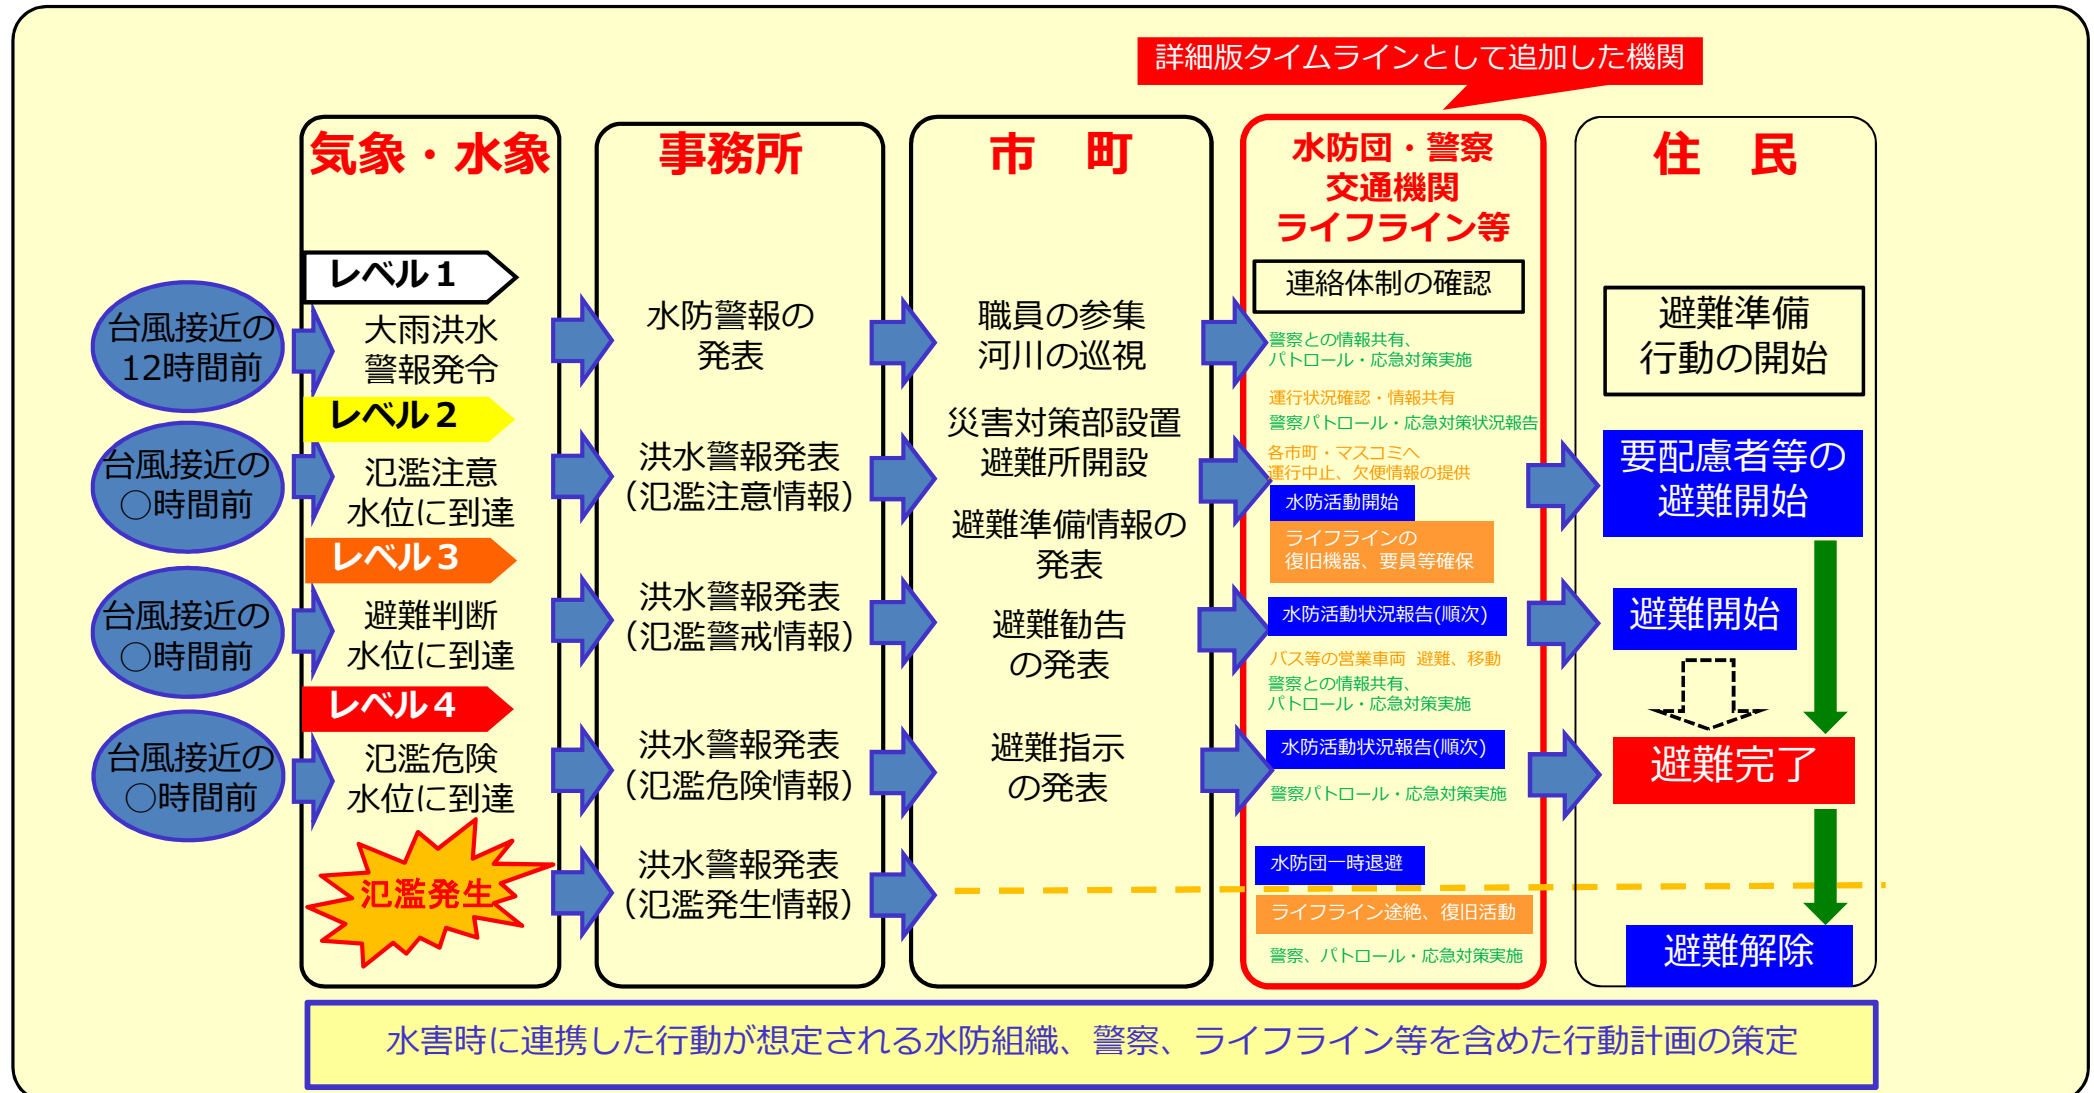 詳細版タイムラインとして追加した機関
気象・水象
事務所
市　町
水防団・警察
交通機関
ライフライン等
住　民
台風接近の
12時間前
レベル１
大雨洪水
警報発令
水防警報の
発表
職員の参集
河川の巡視
連絡体制の確認
警察との情報共有、
パトロール・応急対策実施
避難準備
行動の開始
台風接近の
○時間前
レベル２
氾濫注意
水位に到達
洪水警報発表
（氾濫注意情報）
災害対策部設置
避難所開設
避難準備情報の
発表
運行状況確認・情報共有
警察パトロール・応急対策状況報告
各市町・マスコミへ
運行中止、欠便情報の提供
水防活動開始
ライフラインの
復旧機器、要員等確保
要配慮者等の
避難開始
台風接近の
○時間前
レベル３
避難判断
水位に到達
洪水警報発表
（氾濫警戒情報）
避難勧告
の発表
水防活動状況報告(順次)
バス等の営業車両 避難、移動
警察との情報共有、
パトロール・応急対策実施
避難開始
台風接近の
○時間前
レベル４
氾濫危険
水位に到達
洪水警報発表
（氾濫危険情報）
避難指示
の発表
水防活動状況報告(順次)
警察パトロール・応急対策実施
避難完了
氾濫発生
洪水警報発表
（氾濫発生情報）
水防団一時退避
ライフライン途絶、復旧活動
警察、パトロール・応急対策実施
避難解除
水害時に連携した行動が想定される水防組織、警察、ライフライン等を含めた行動計画の策定